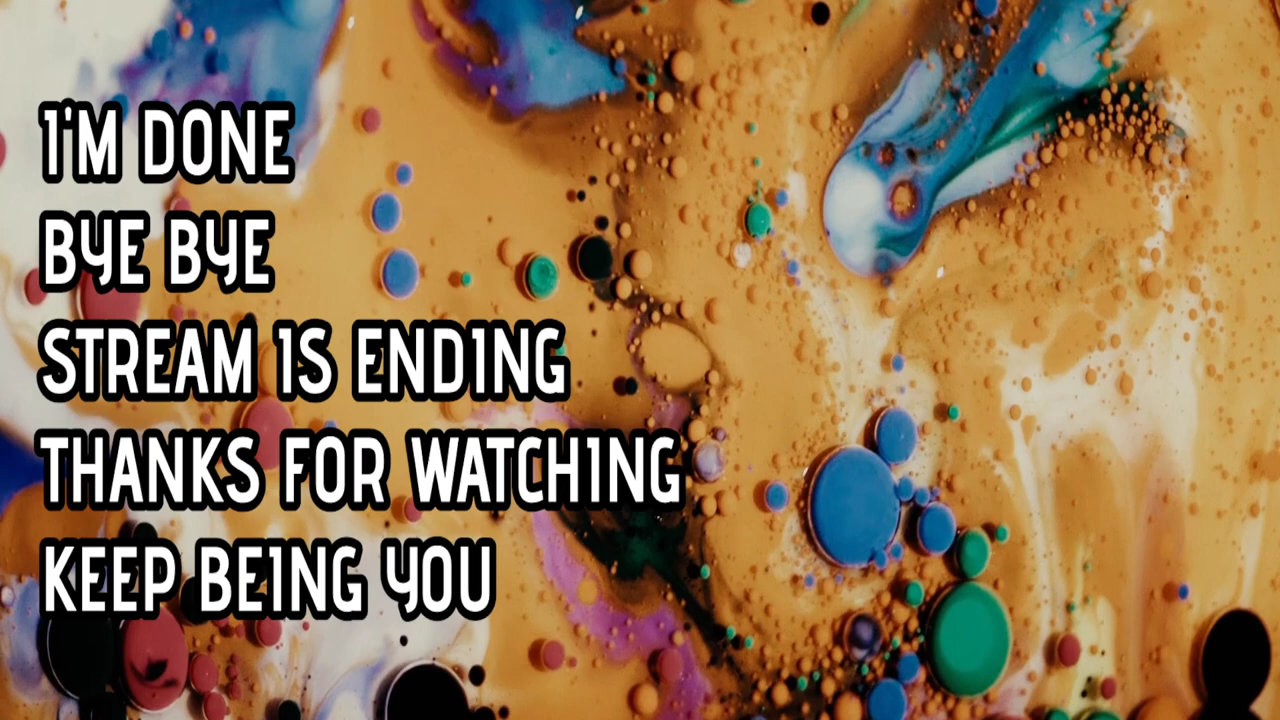 I'M DONE
BYE BYE
STREAM IS ENDING
THANKS FOR WATCHING
KEEP BEING YOU